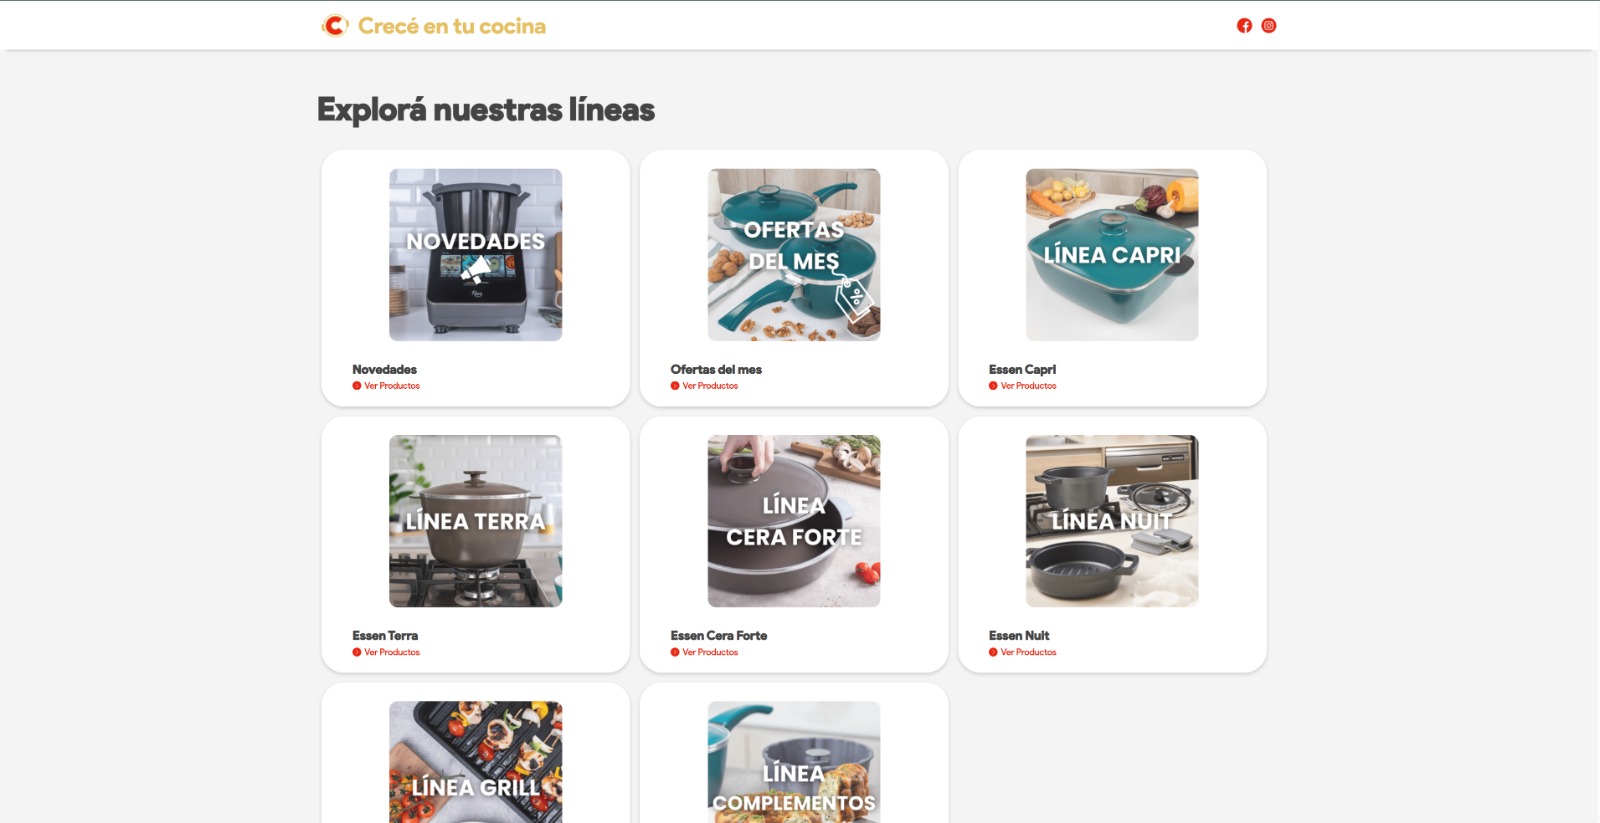 Crecé en tu cocina
Explorá nuestras líneas
NOVEDADES
OFERTAS
DEL MES
%
LÍNEA CAPRI
Novedades
Ver Productos
Ofertas del mes
Ver Productos
Essen Capri
Ver Productos
LÍNEA TERRA
LÍNEA
CERA FORTE
LÍNEA NUIT
Essen Terra
Ver Productos
Essen Cera Forte
Ver Productos
Essen Nuit
Ver Productos
LÍNEA GRILL
LÍNEA
COMPLEMENTOS